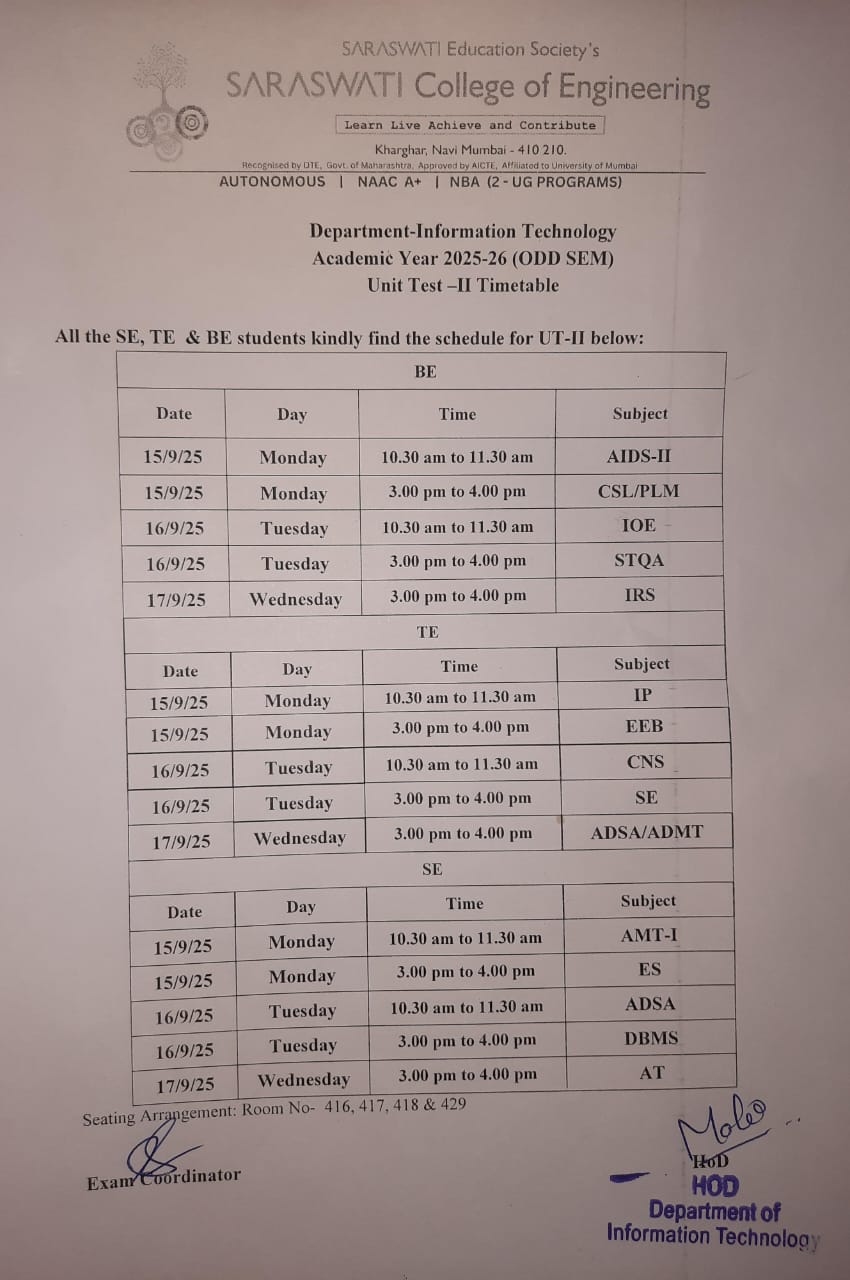 SARASWATI Education Society's
SARASWATI College of Engineering
Learn Live Achieve and Contribute
Kharghar, Navi Mumbai - 410 210.
Recognised by DTE, Govt. of Maharashtra, Approved by AICTE, Affiliated to University of Mumbai
AUTONOMOUS | NAAC A+ | NBA (2 - UG PROGRAMS)
Department-Information Technology
Academic Year 2025-26 (ODD SEM)
Unit Test –II Timetable
All the SE, TE & BE students kindly find the schedule for UT-II below:
BE
Date Day Time Subject
15/9/25 Monday 10.30 am to 11.30 am AIDS-II
15/9/25 Monday 3.00 pm to 4.00 pm CSL/PLM
16/9/25 Tuesday 10.30 am to 11.30 am IOE
16/9/25 Tuesday 3.00 pm to 4.00 pm STQA
17/9/25 Wednesday 3.00 pm to 4.00 pm IRS
TE
Date Day Time Subject
15/9/25 Monday 10.30 am to 11.30 am IP
15/9/25 Monday 3.00 pm to 4.00 pm EEB
16/9/25 Tuesday 10.30 am to 11.30 am CNS
16/9/25 Tuesday 3.00 pm to 4.00 pm SE
17/9/25 Wednesday 3.00 pm to 4.00 pm ADSA/ADMT
SE
Date Day Time Subject
15/9/25 Monday 10.30 am to 11.30 am AMT-I
15/9/25 Monday 3.00 pm to 4.00 pm ES
16/9/25 Tuesday 10.30 am to 11.30 am ADSA
16/9/25 Tuesday 3.00 pm to 4.00 pm DBMS
17/9/25 Wednesday 3.00 pm to 4.00 pm AT
Seating Arrangement: Room No- 416, 417, 418 & 429
Exam Coordinator
HoD
HOD
Department of
Information Technology